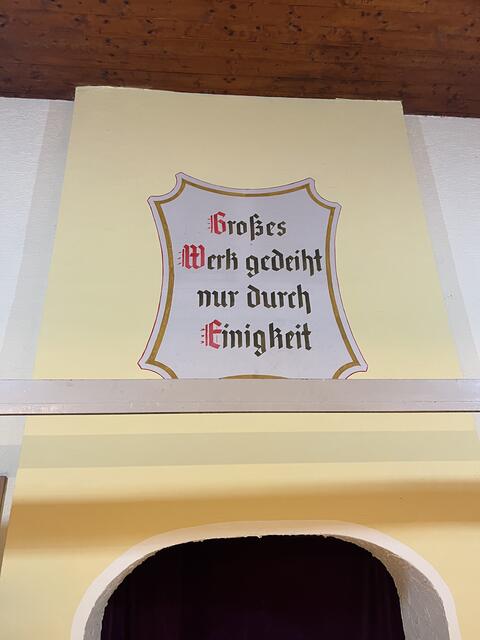 Großes
Werk gedeiht
nur durch
Einigkeit